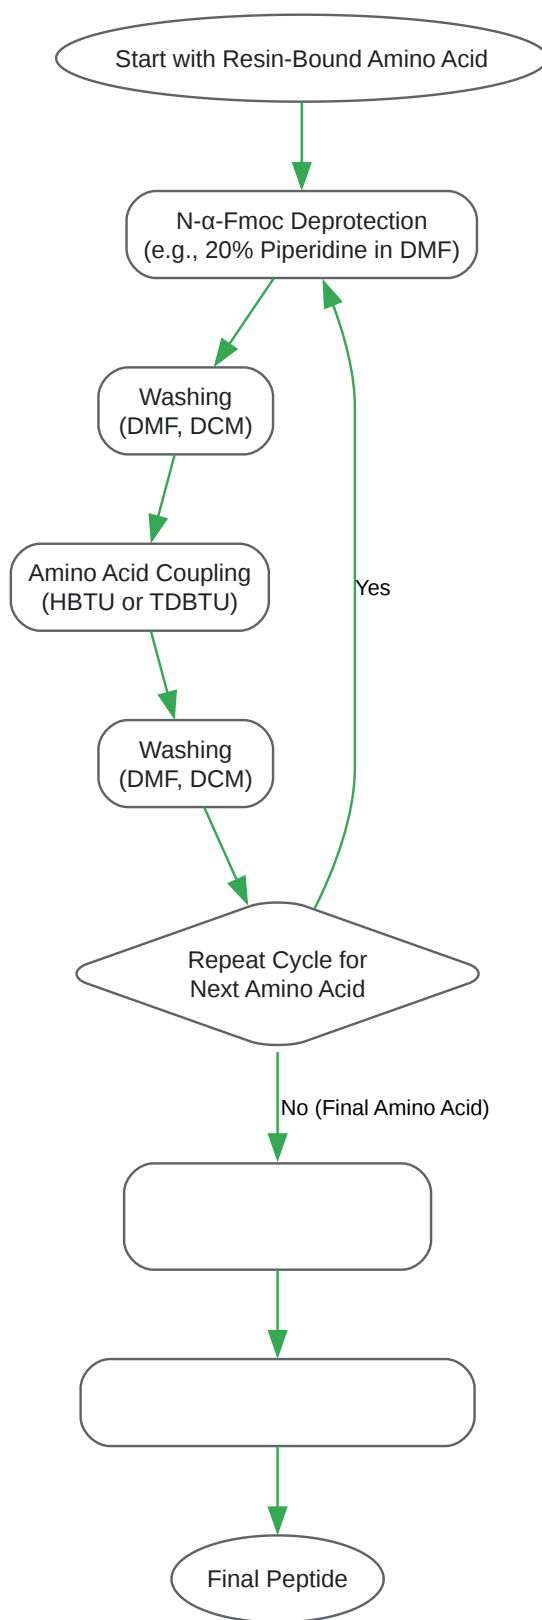 Start with Resin-Bound Amino Acid
N-α-Fmoc Deprotection
(e.g., 20% Piperidine in DMF)
Washing
(DMF, DCM)
Amino Acid Coupling
(HBTU or TDBTU)
Yes
Washing
(DMF, DCM)
Repeat Cycle for
Next Amino Acid
No (Final Amino Acid)
Final Peptide